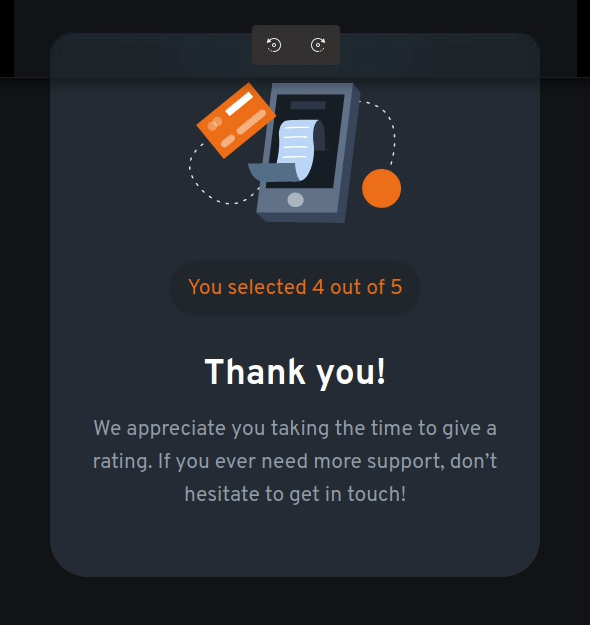 You selected 4 out of 5
Thank you!
We appreciate you taking the time to give a
rating. If you ever need more support, don’t
hesitate to get in touch!